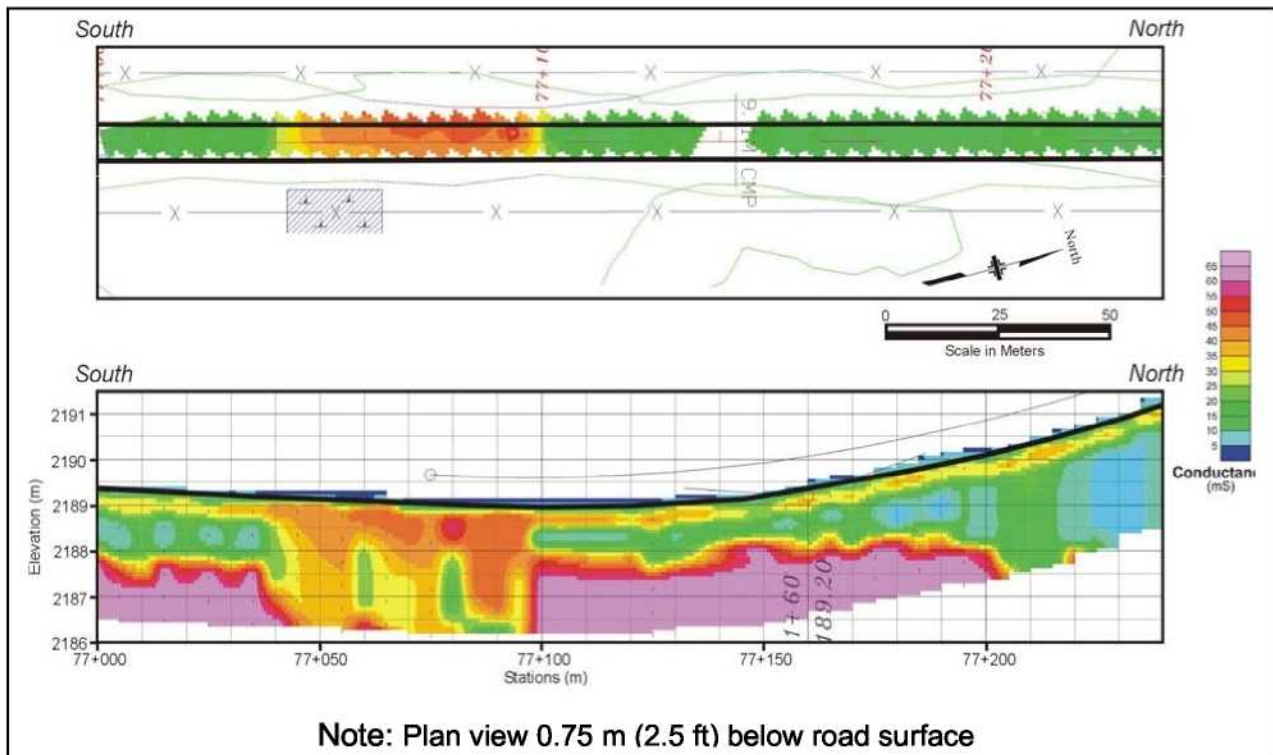 South North
X X X X X X
77+10
77+20
9.1M CMP
X X X X X X
North
0 25 50
Scale in Meters
65
60
55
50
45
40
35
30
25
20
15
10
5
Conductanc
(mS)
South North
2191
2190
2189
2188
2187
2186
Elevation (m)
1+60
189.20
77+000 77+050 77+100 77+150 77+200
Stations (m)
Note: Plan view 0.75 m (2.5 ft) below road surface